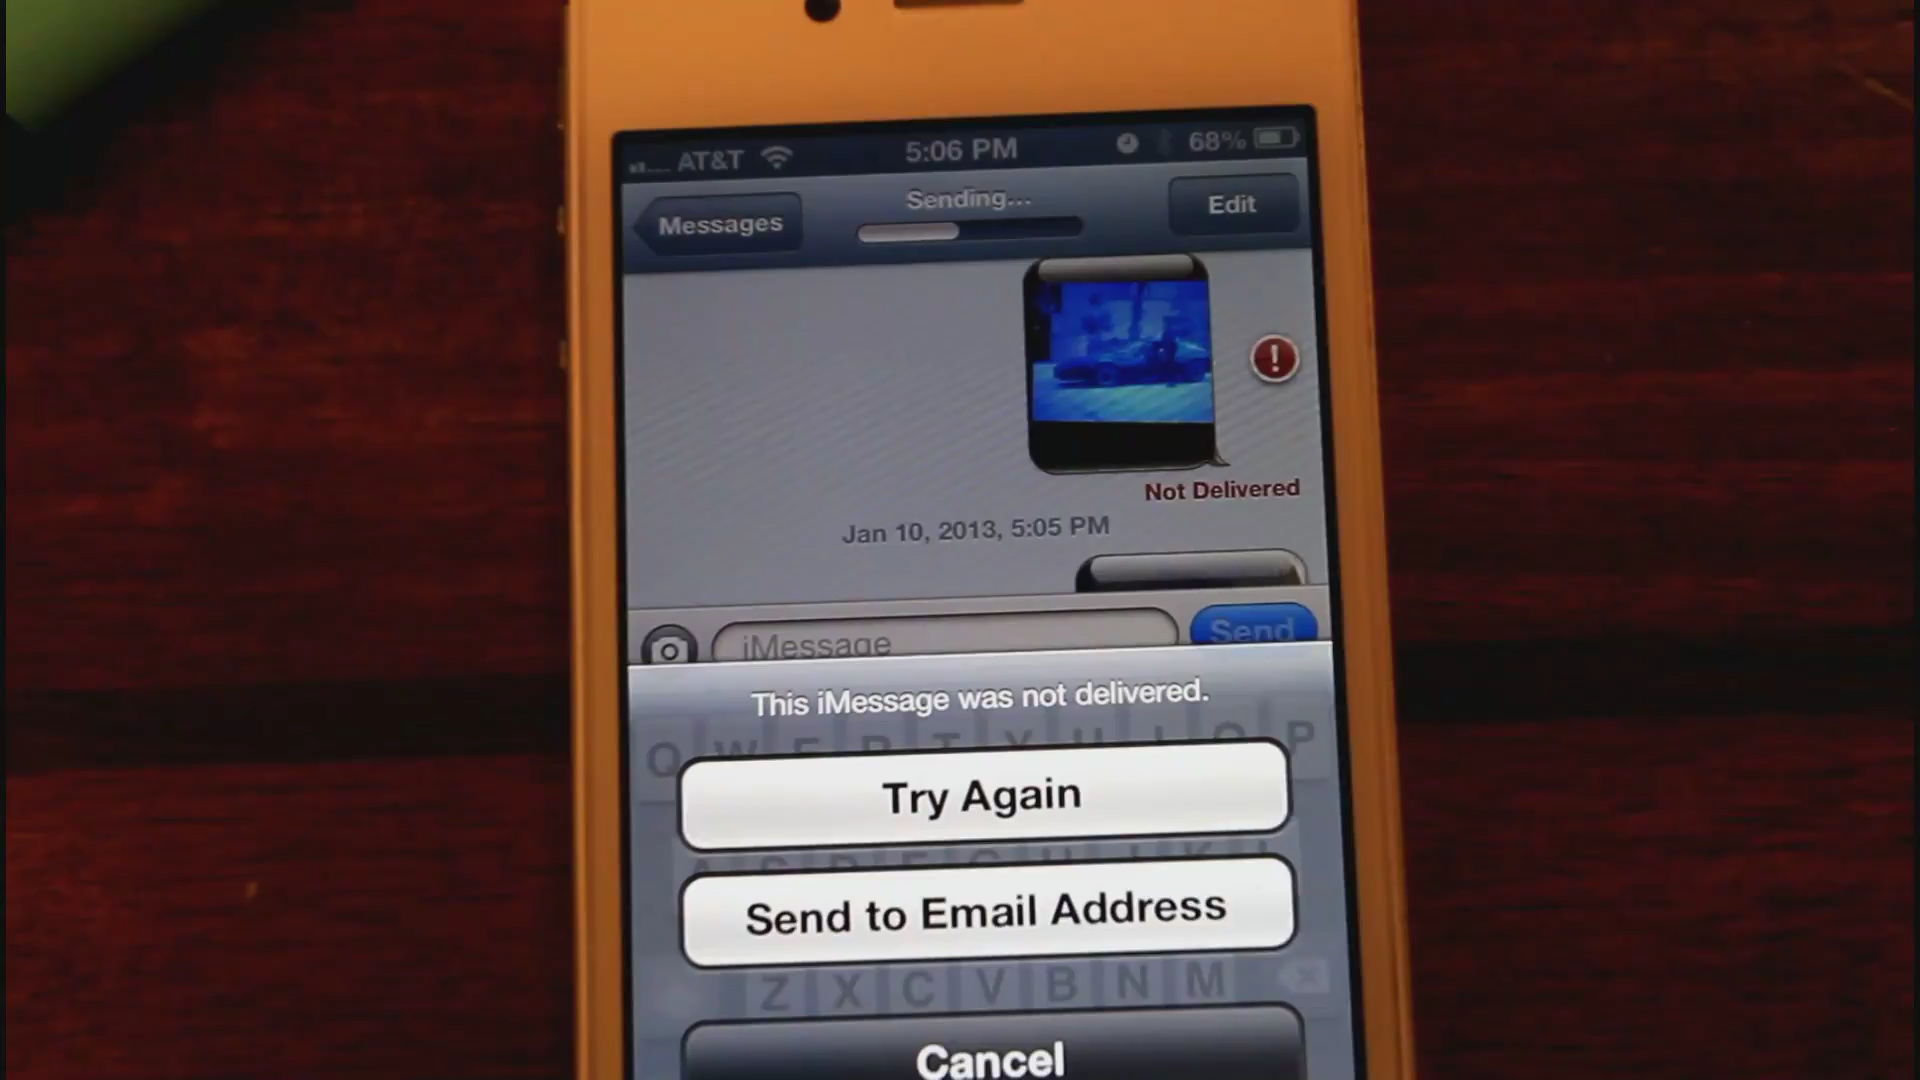 AT&T 5:06 PM 68%
Messages Sending... Edit
Not Delivered
Jan 10, 2013, 5:05 PM
iMessage Send
This iMessage was not delivered.
Q W E R T Y U I O P
Try Again
Send to Email Address
Z X C V B N M
Cancel